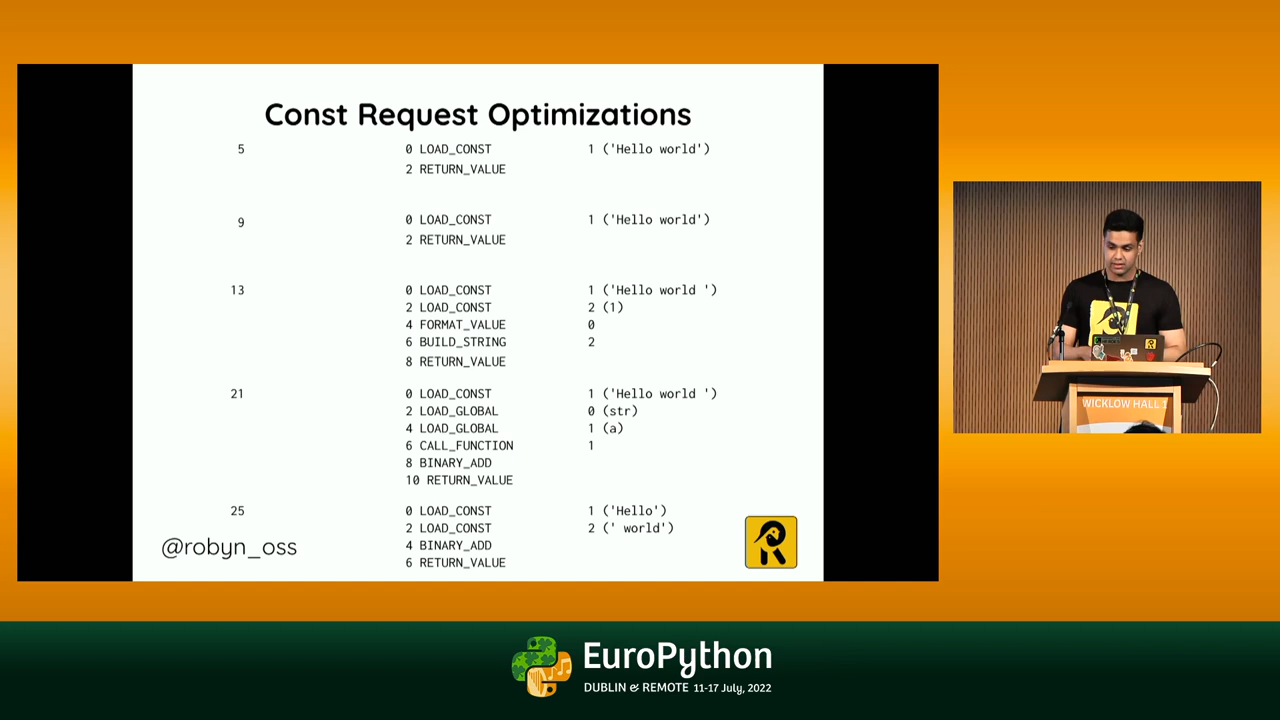 Const Request Optimizations
5 0 LOAD_CONST 1 ('Hello world')
2 RETURN_VALUE
9 0 LOAD_CONST 1 ('Hello world')
2 RETURN_VALUE
13 0 LOAD_CONST 1 ('Hello world ')
2 LOAD_CONST 2 (1)
4 FORMAT_VALUE 0
6 BUILD_STRING 2
8 RETURN_VALUE
21 0 LOAD_CONST 1 ('Hello world ')
2 LOAD_GLOBAL 0 (str)
4 LOAD_GLOBAL 1 (a)
6 CALL_FUNCTION 1
8 BINARY_ADD
10 RETURN_VALUE
25 0 LOAD_CONST 1 ('Hello')
2 LOAD_CONST 2 (' world')
4 BINARY_ADD
6 RETURN_VALUE
@robyn_oss
WICKLOW HALL 1
EuroPython
DUBLIN & REMOTE 11-17 July, 2022